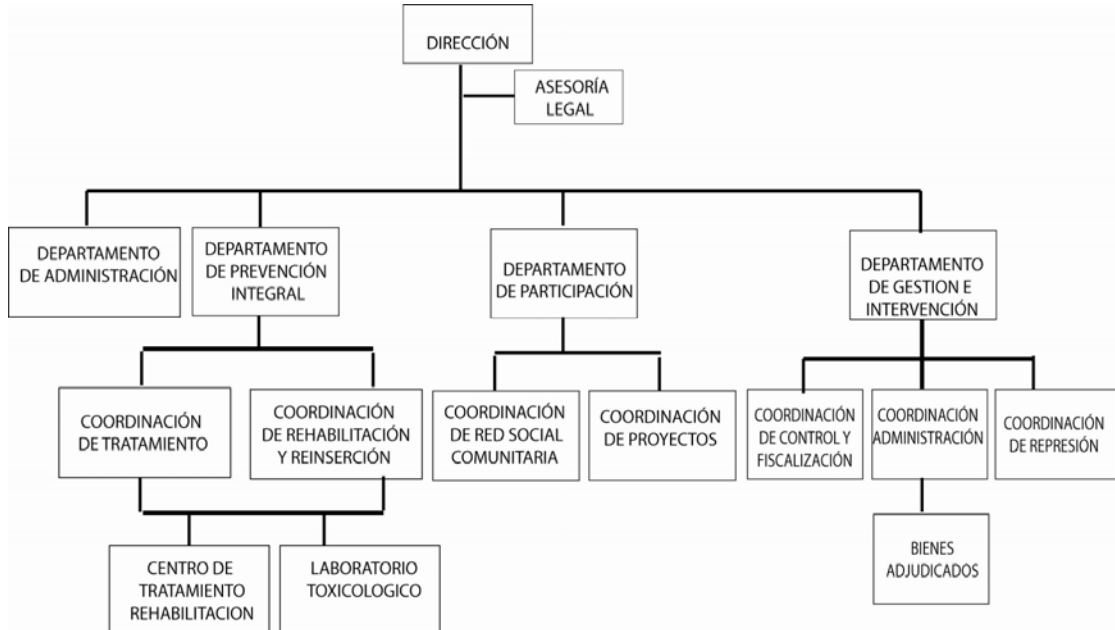 DIRECCIÓN
ASESORÍA
LEGAL
DEPARTAMENTO
DE ADMINISTRACIÓN
DEPARTAMENTO
DE PREVENCIÓN
INTEGRAL
DEPARTAMENTO
DE PARTICIPACIÓN
DEPARTAMENTO
DE GESTION E
INTERVENCIÓN
COORDINACIÓN
DE TRATAMIENTO
COORDINACIÓN
DE REHABILITACIÓN
Y REINSERCIÓN
COORDINACIÓN
DE RED SOCIAL
COMUNITARIA
COORDINACIÓN
DE PROYECTOS
COORDINACIÓN
DE CONTROL Y
FISCALIZACIÓN
COORDINACIÓN
ADMINISTRACIÓN
COORDINACIÓN
DE REPRESIÓN
CENTRO DE
TRATAMIENTO
REHABILITACION
LABORATORIO
TOXICOLOGICO
BIENES
ADJUDICADOS